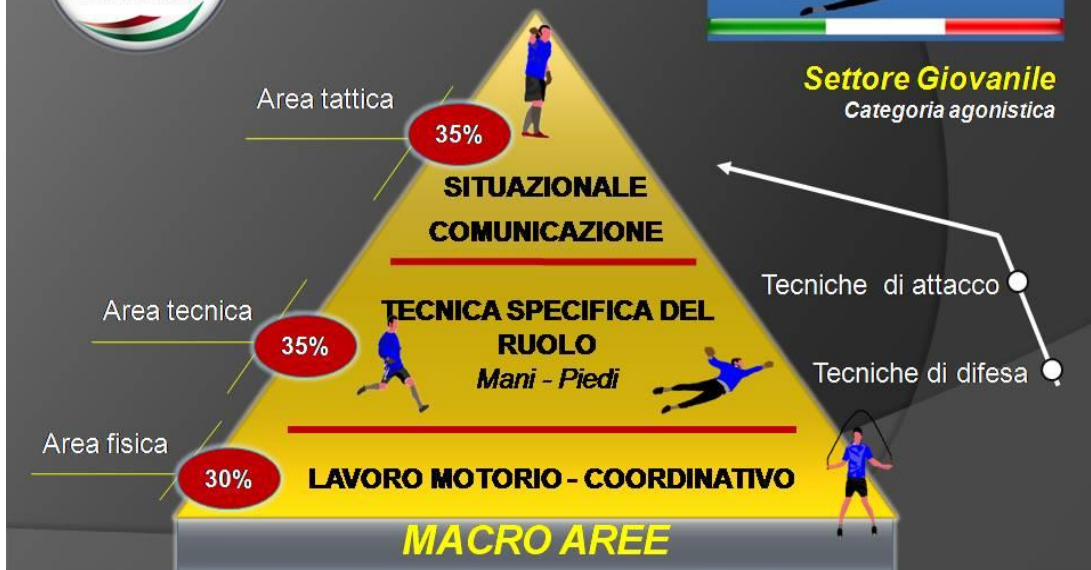 Settore Giovanile
Categoria agonistica
Area tattica
35%
SITUAZIONALE
COMUNICAZIONE
Tecniche di attacco
Area tecnica
35%
TECNICA SPECIFICA DEL
RUOLO
Mani - Piedi
Tecniche di difesa
Area fisica
30%
LAVORO MOTORIO - COORDINATIVO
MACRO AREE